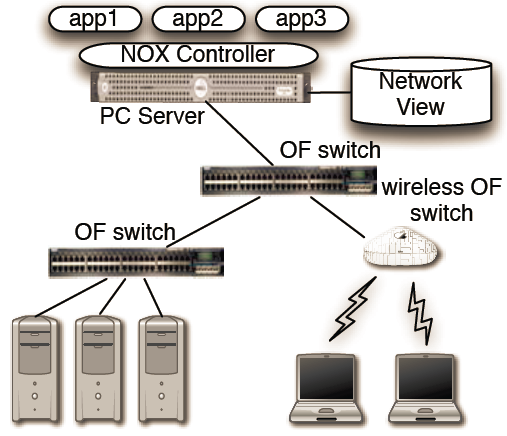 app1 app2 app3
NOX Controller
PC Server
Network
View
OF switch
wireless OF
switch
OF switch